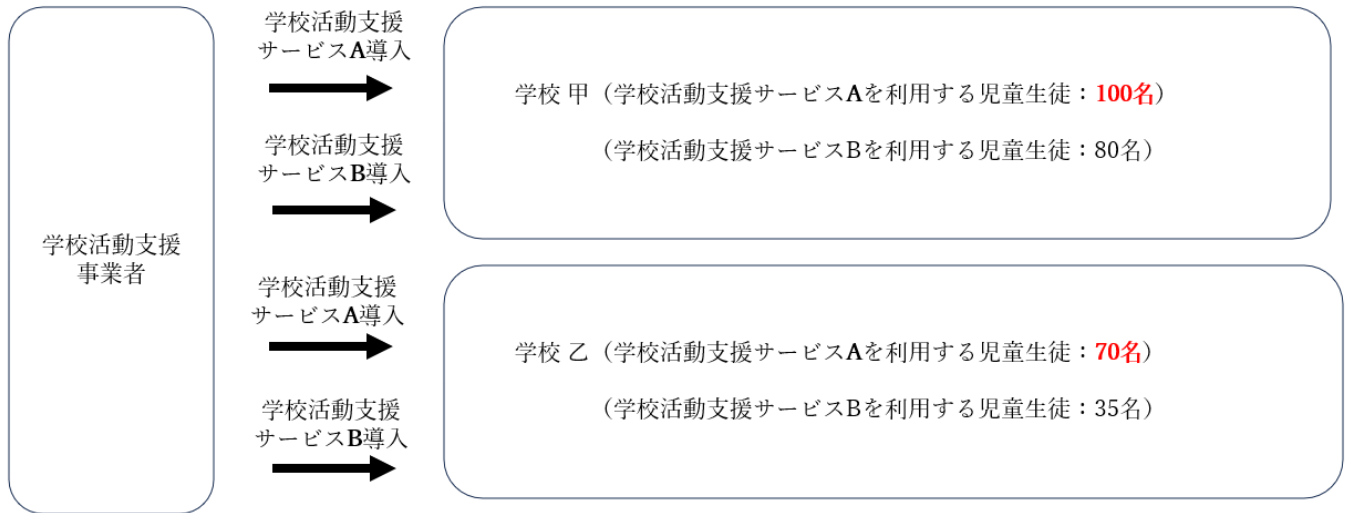 学校活動支援
事業者
学校活動支援
サービスA導入
学校活動支援
サービスB導入
学校 甲（学校活動支援サービスAを利用する児童生徒：100名）
（学校活動支援サービスBを利用する児童生徒：80名）
学校活動支援
サービスA導入
学校活動支援
サービスB導入
学校 乙（学校活動支援サービスAを利用する児童生徒：70名）
（学校活動支援サービスBを利用する児童生徒：35名）